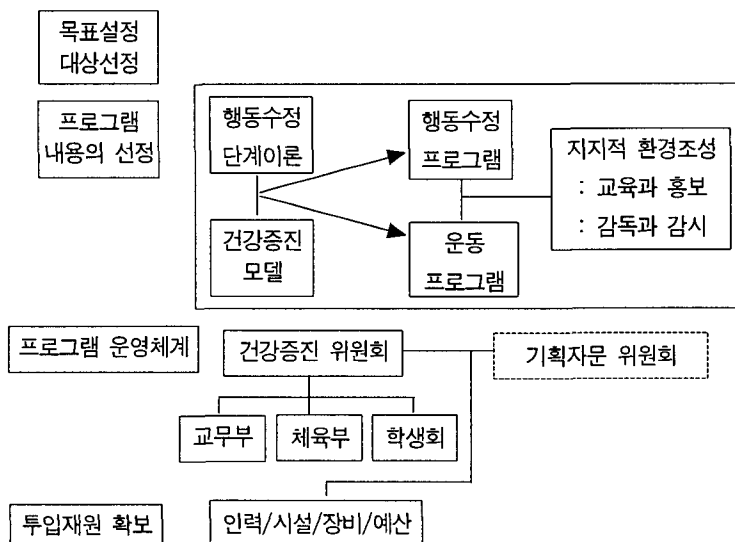 목표설정
대상선정
프로그램
내용의 선정
행동수정
단계이론
행동수정
프로그램
지지적 환경조성
: 교육과 홍보
: 감독과 감시
건강증진
모델
운동
프로그램
프로그램 운영체계
건강증진 위원회
기획자문 위원회
교무부
체육부
학생회
투입재원 확보
인력/시설/장비/예산